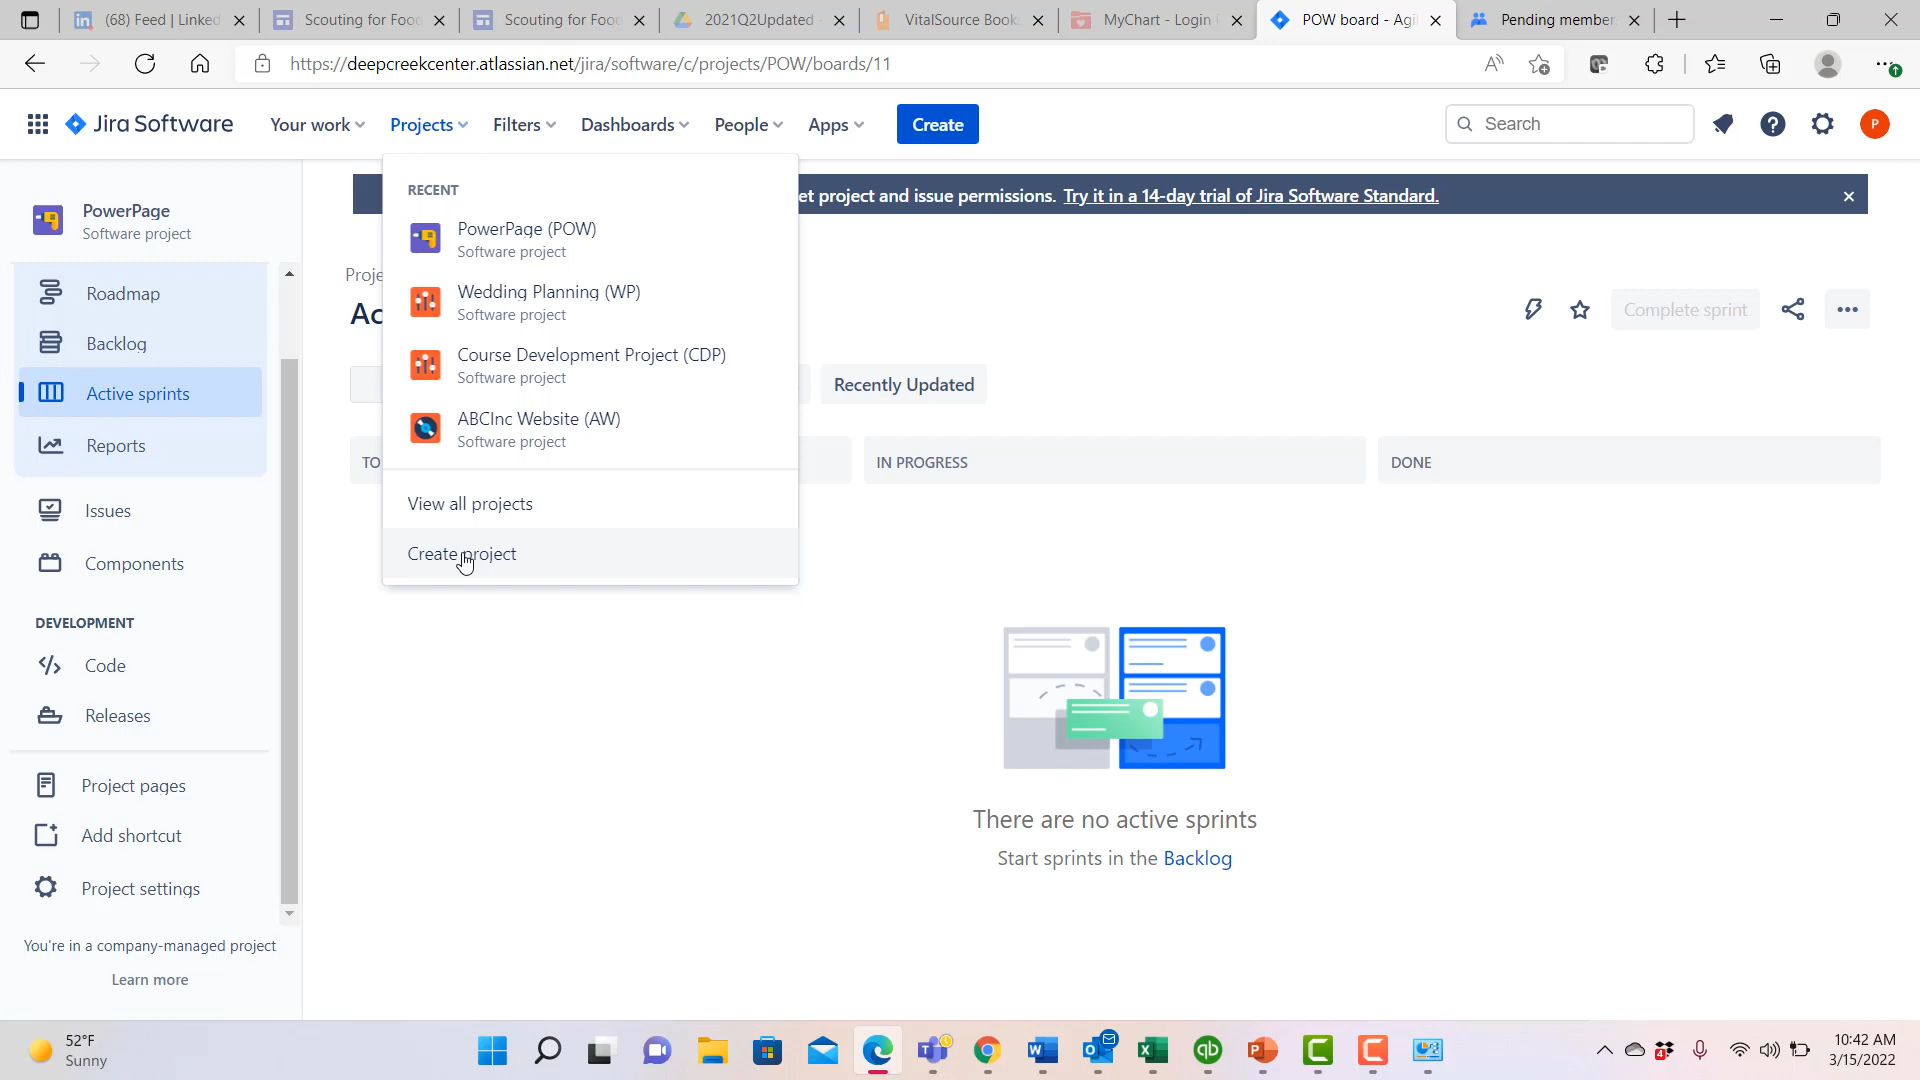 (68) Feed | Linked
Scouting for Food
Scouting for Food
2021Q2Updated
VitalSource Book
MyChart - Login
POW board - Agil
Pending member
https://deepcreekcenter.atlassian.net/jira/software/c/projects/POW/boards/11
Jira Software
Your work
Projects
Filters
Dashboards
People
Apps
Create
Search
P
RECENT
PowerPage (POW)
Software project
Wedding Planning (WP)
Software project
Course Development Project (CDP)
Software project
ABCInc Website (AW)
Software project
View all projects
Create project
et project and issue permissions. Try it in a 14-day trial of Jira Software Standard.
PowerPage
Software project
Roadmap
Backlog
Active sprints
Reports
Issues
Components
DEVELOPMENT
Code
Releases
Project pages
Add shortcut
Project settings
You're in a company-managed project
Learn more
Proje
Ac
Complete sprint
Recently Updated
TO
IN PROGRESS
DONE
There are no active sprints
Start sprints in the Backlog
52°F
Sunny
4
10:42 AM
3/15/2022